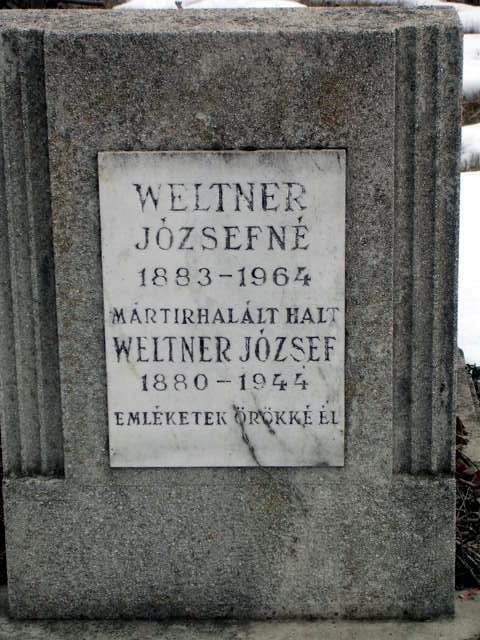 WELTNER
JÓZSEFNÉ
1883-1964
MÁRTIRHALÁLT HALT
WELTNER JÓZSEF
1880-1944
EMLÉKETEK ÖRÖKKÉ ÉL